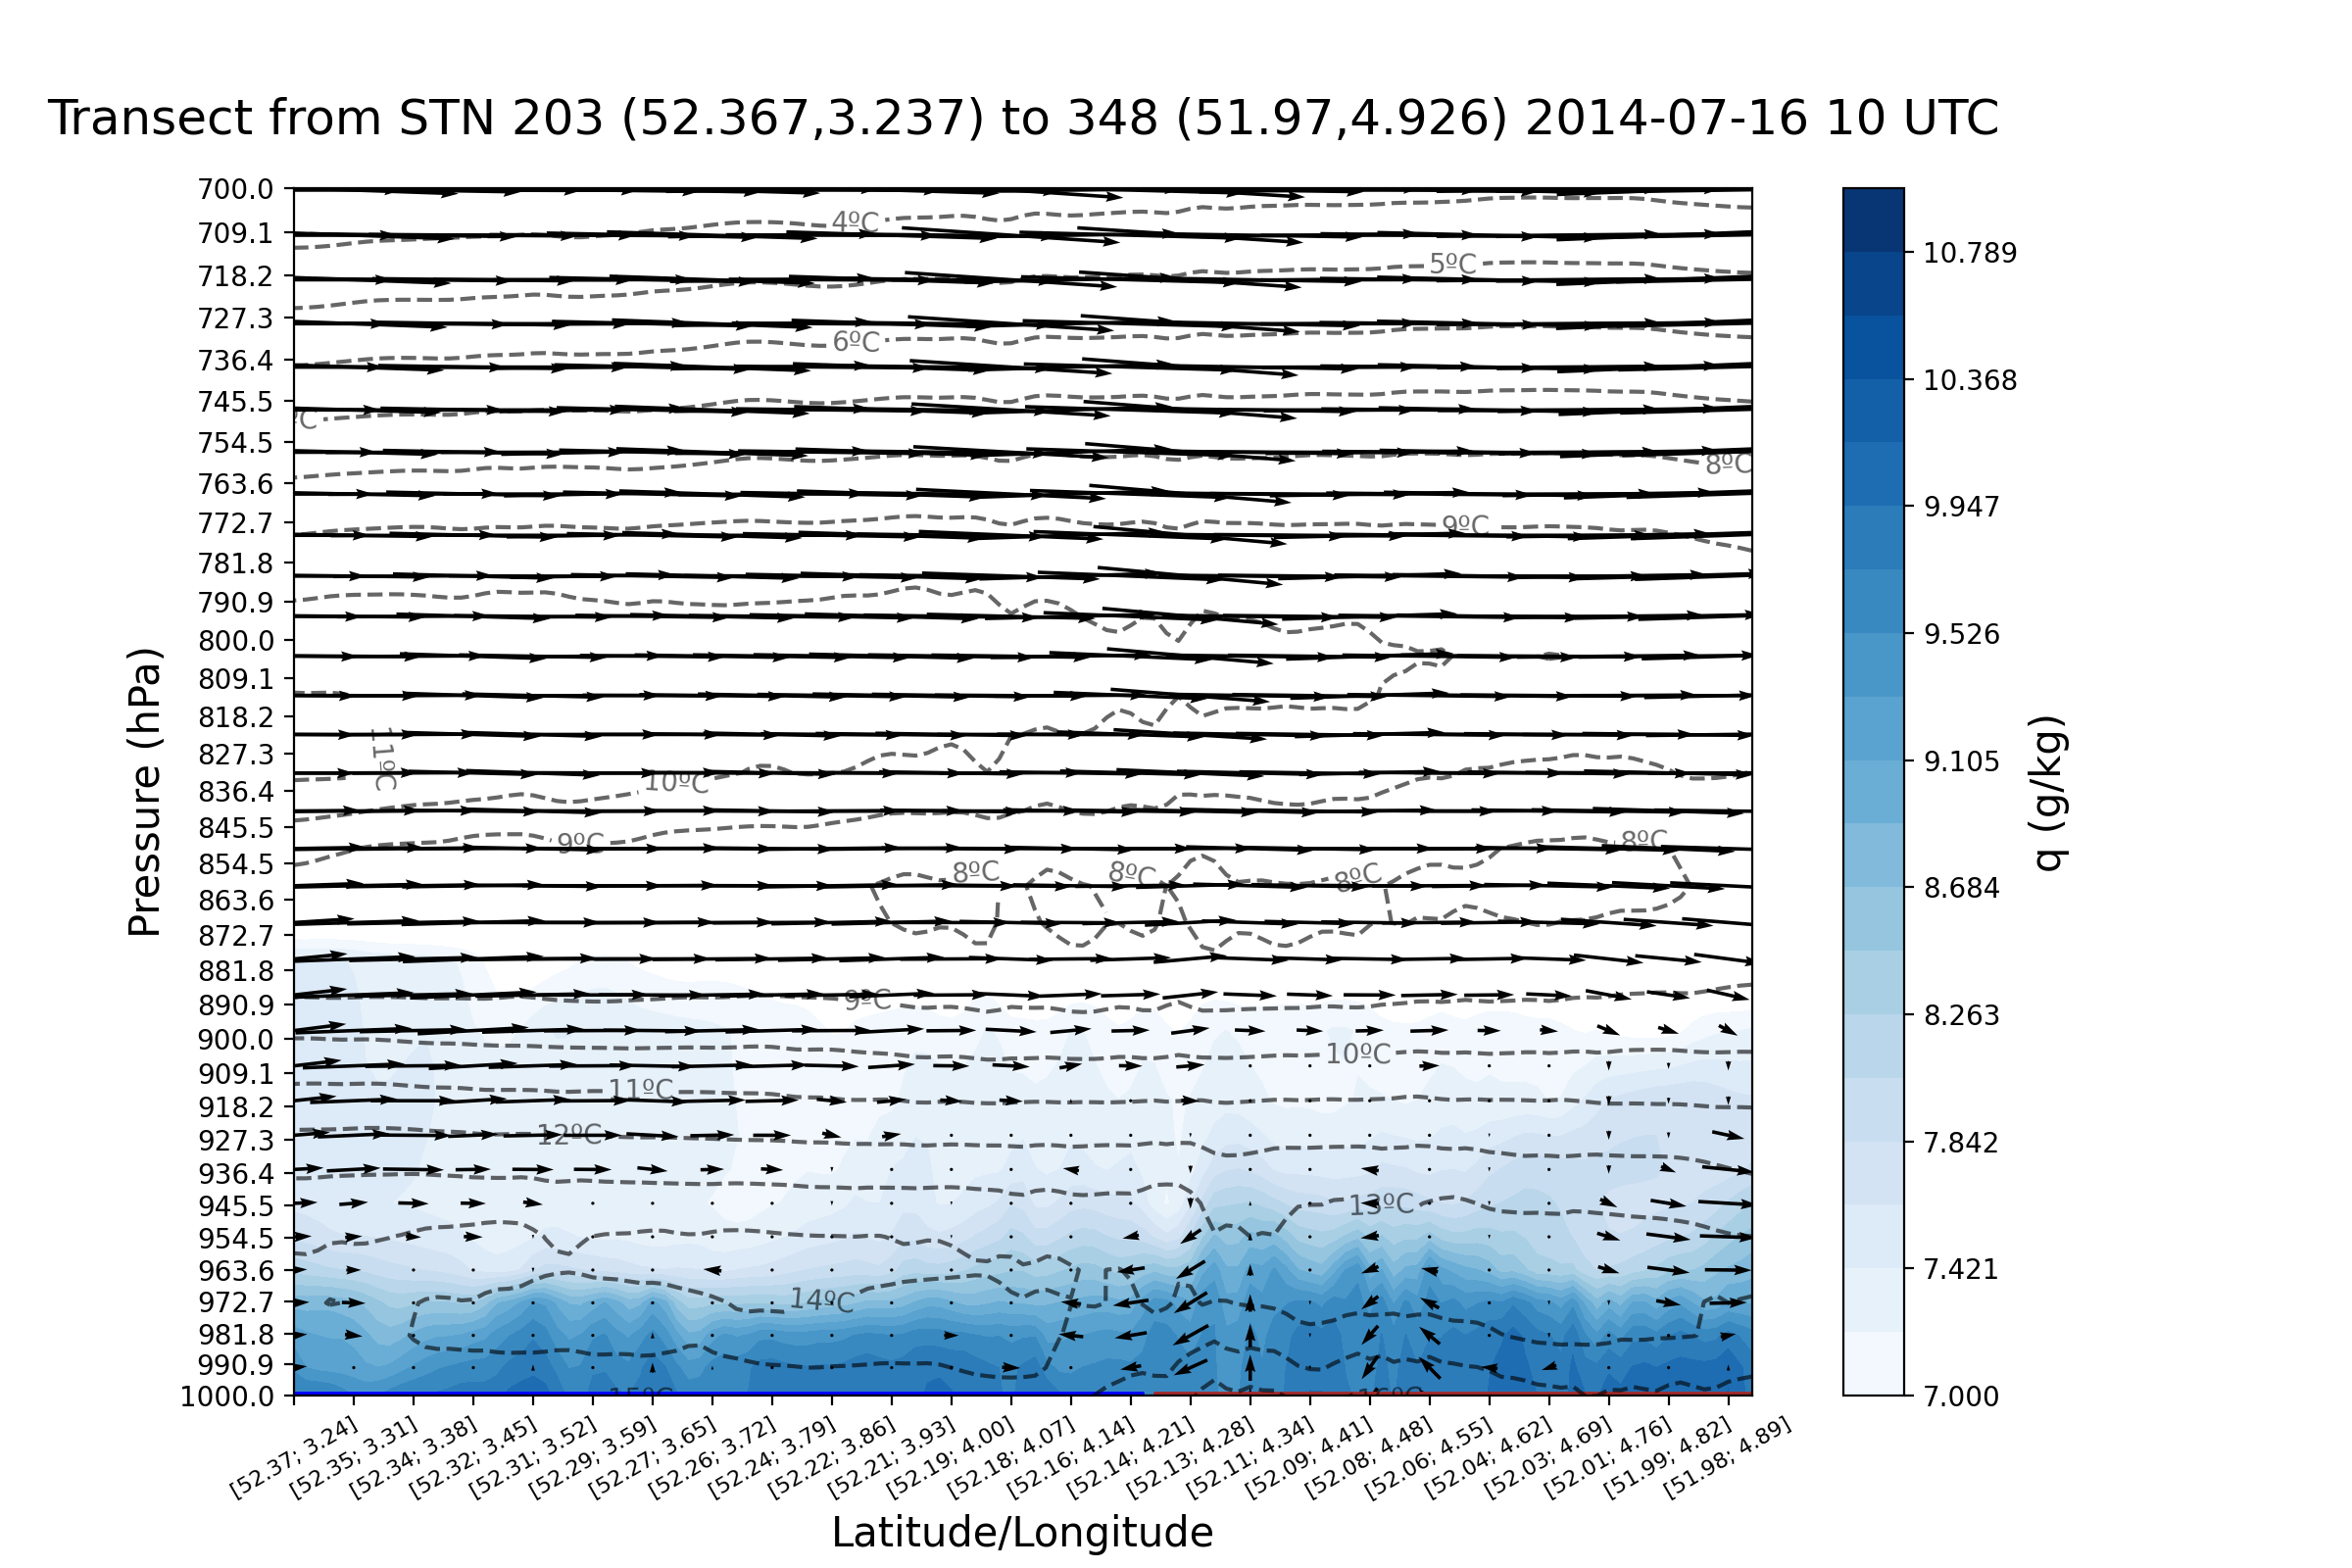 Transect from STN 203 (52.367,3.237) to 348 (51.97,4.926) 2014-07-16 10 UTC
700.0
709.1
718.2
727.3
736.4
745.5
754.5
763.6
772.7
781.8
790.9
800.0
809.1
818.2
827.3
836.4
845.5
854.5
863.6
872.7
881.8
890.9
900.0
909.1
918.2
927.3
936.4
945.5
954.5
963.6
972.7
981.8
990.9
1000.0
Pressure (hPa)
4ºC
5ºC
6ºC
ºC
8ºC
9ºC
11ºC
10ºC
9ºC
8ºC
8ºC
8ºC
8ºC
9ºC
10ºC
11ºC
12ºC
13ºC
14ºC
15ºC
16ºC
[52.37; 3.24]
[52.35; 3.31]
[52.34; 3.38]
[52.32; 3.45]
[52.31; 3.52]
[52.29; 3.59]
[52.27; 3.65]
[52.26; 3.72]
[52.24; 3.79]
[52.22; 3.86]
[52.21; 3.93]
[52.19; 4.00]
[52.18; 4.07]
[52.16; 4.14]
[52.14; 4.21]
[52.13; 4.28]
[52.11; 4.34]
[52.09; 4.41]
[52.08; 4.48]
[52.06; 4.55]
[52.04; 4.62]
[52.03; 4.69]
[52.01; 4.76]
[51.99; 4.82]
[51.98; 4.89]
Latitude/Longitude
10.789
10.368
9.947
9.526
9.105
8.684
8.263
7.842
7.421
7.000
q (g/kg)